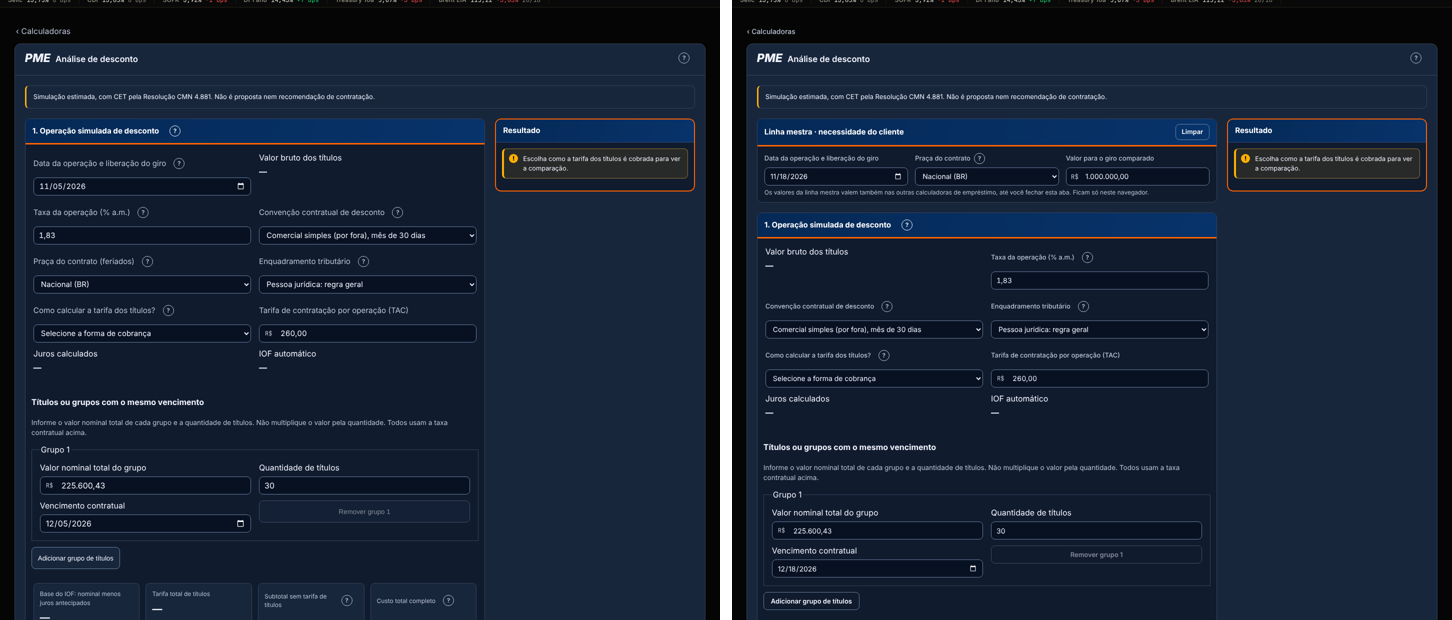 ‹ Calculadoras
PME Análise de desconto
?
Simulação estimada, com CET pela Resolução CMN 4.881. Não é proposta nem recomendação de contratação.
1. Operação simulada de desconto ?
Data da operação e liberação do giro ?
11/05/2026
Valor bruto dos títulos
—
Taxa da operação (% a.m.) ?
1,83
Convenção contratual de desconto ?
Comercial simples (por fora), mês de 30 dias
Praça do contrato (feriados) ?
Nacional (BR)
Enquadramento tributário ?
Pessoa jurídica: regra geral
Como calcular a tarifa dos títulos? ?
Selecione a forma de cobrança
Tarifa de contratação por operação (TAC)
R$ 260,00
Juros calculados
—
IOF automático
—
Títulos ou grupos com o mesmo vencimento
Informe o valor nominal total de cada grupo e a quantidade de títulos. Não multiplique o valor pela quantidade. Todos usam a taxa
contratual acima.
Grupo 1
Valor nominal total do grupo
R$ 225.600,43
Quantidade de títulos
30
Vencimento contratual
12/05/2026
Remover grupo 1
Adicionar grupo de títulos
Base do IOF: nominal menos
juros antecipados
—
Tarifa total de títulos
—
Subtotal sem tarifa de
títulos
?
Custo total completo ?
Resultado
! Escolha como a tarifa dos títulos é cobrada para ver
a comparação.
‹ Calculadoras
PME Análise de desconto
?
Simulação estimada, com CET pela Resolução CMN 4.881. Não é proposta nem recomendação de contratação.
Linha mestra · necessidade do cliente
Limpar
Data da operação e liberação do giro
11/18/2026
Praça do contrato ?
Nacional (BR)
Valor para o giro comparado
R$ 1.000.000,00
Os valores da linha mestra valem também nas outras calculadoras de empréstimo, até você fechar esta aba. Ficam só neste navegador.
1. Operação simulada de desconto ?
Valor bruto dos títulos
—
Taxa da operação (% a.m.) ?
1,83
Convenção contratual de desconto ?
Comercial simples (por fora), mês de 30 dias
Enquadramento tributário ?
Pessoa jurídica: regra geral
Como calcular a tarifa dos títulos? ?
Selecione a forma de cobrança
Tarifa de contratação por operação (TAC)
R$ 260,00
Juros calculados
—
IOF automático
—
Títulos ou grupos com o mesmo vencimento
Informe o valor nominal total de cada grupo e a quantidade de títulos. Não multiplique o valor pela quantidade. Todos usam a taxa
contratual acima.
Grupo 1
Valor nominal total do grupo
R$ 225.600,43
Quantidade de títulos
30
Vencimento contratual
12/18/2026
Remover grupo 1
Adicionar grupo de títulos
Resultado
! Escolha como a tarifa dos títulos é cobrada para ver
a comparação.